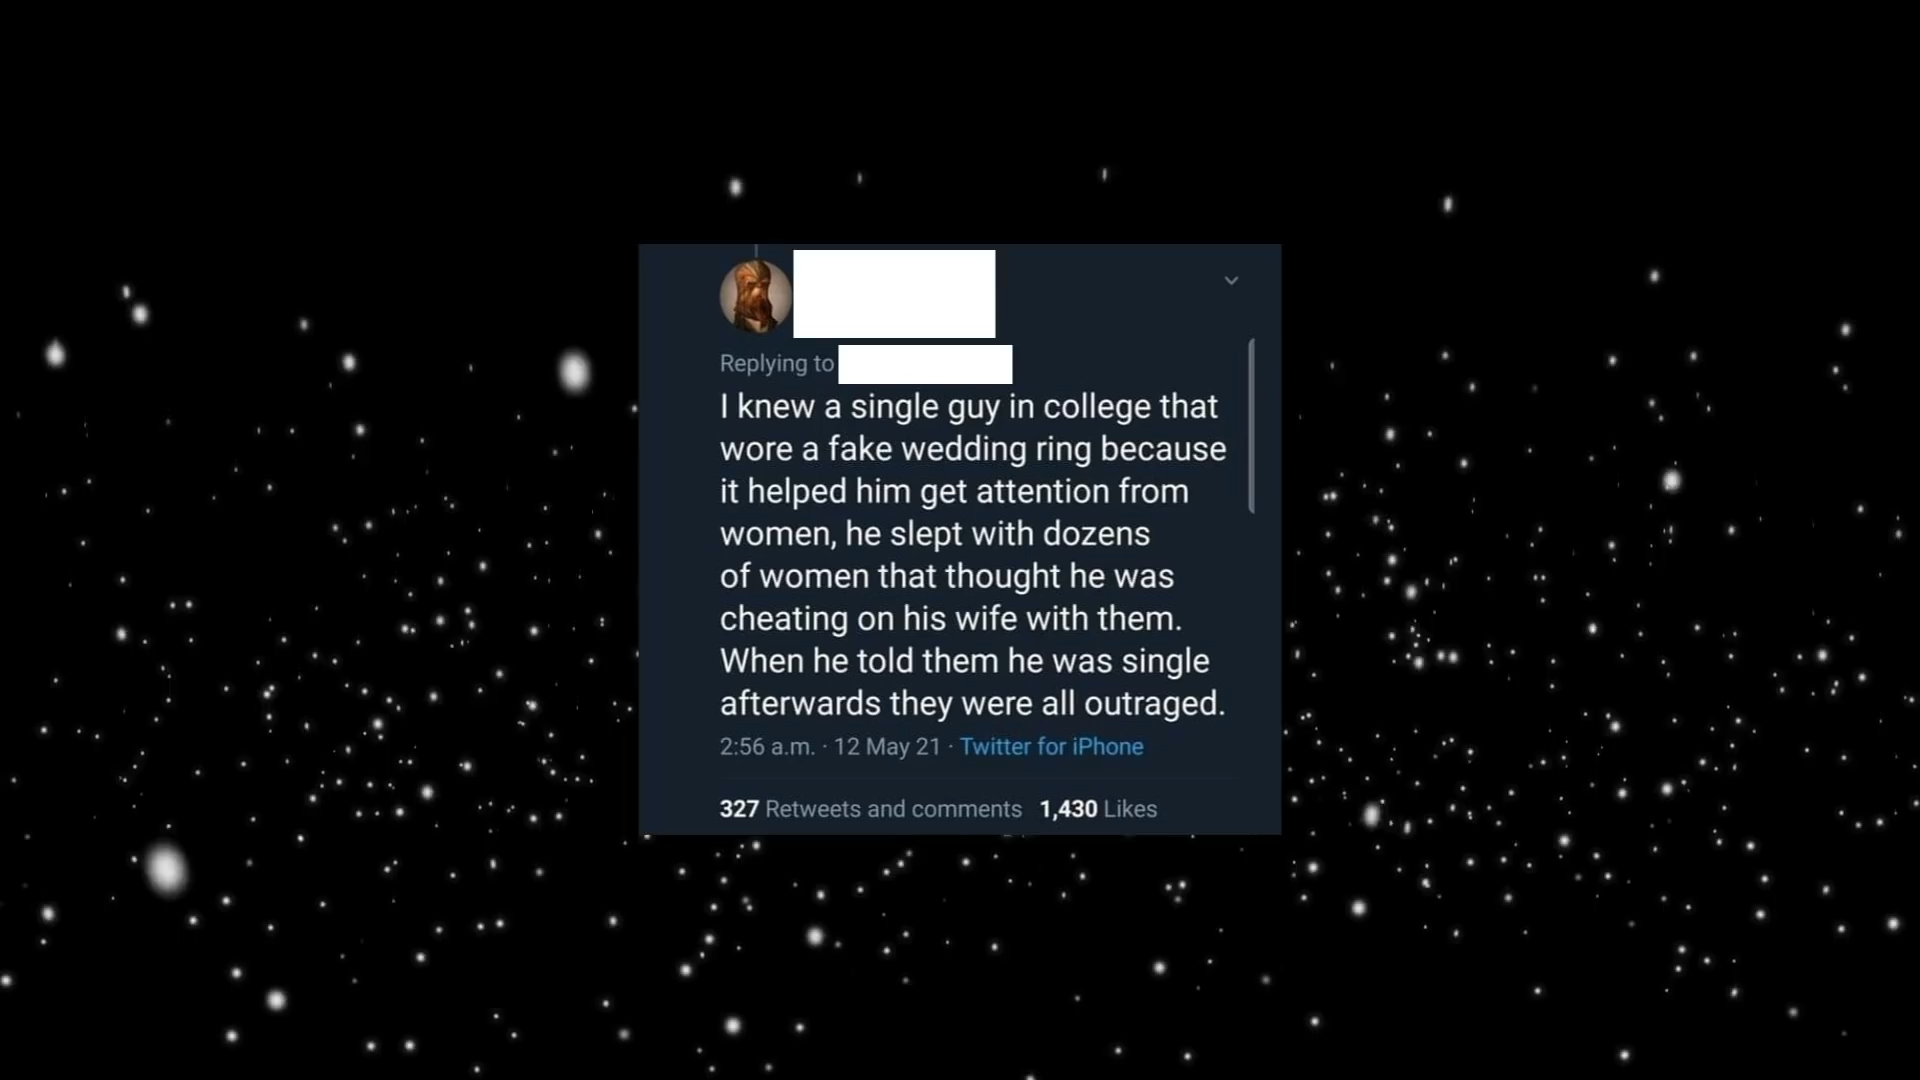 Replying to
I knew a single guy in college that
wore a fake wedding ring because
it helped him get attention from
women, he slept with dozens
of women that thought he was
cheating on his wife with them.
When he told them he was single
afterwards they were all outraged.
2:56 a.m. · 12 May 21 · Twitter for iPhone
327 Retweets and comments 1,430 Likes